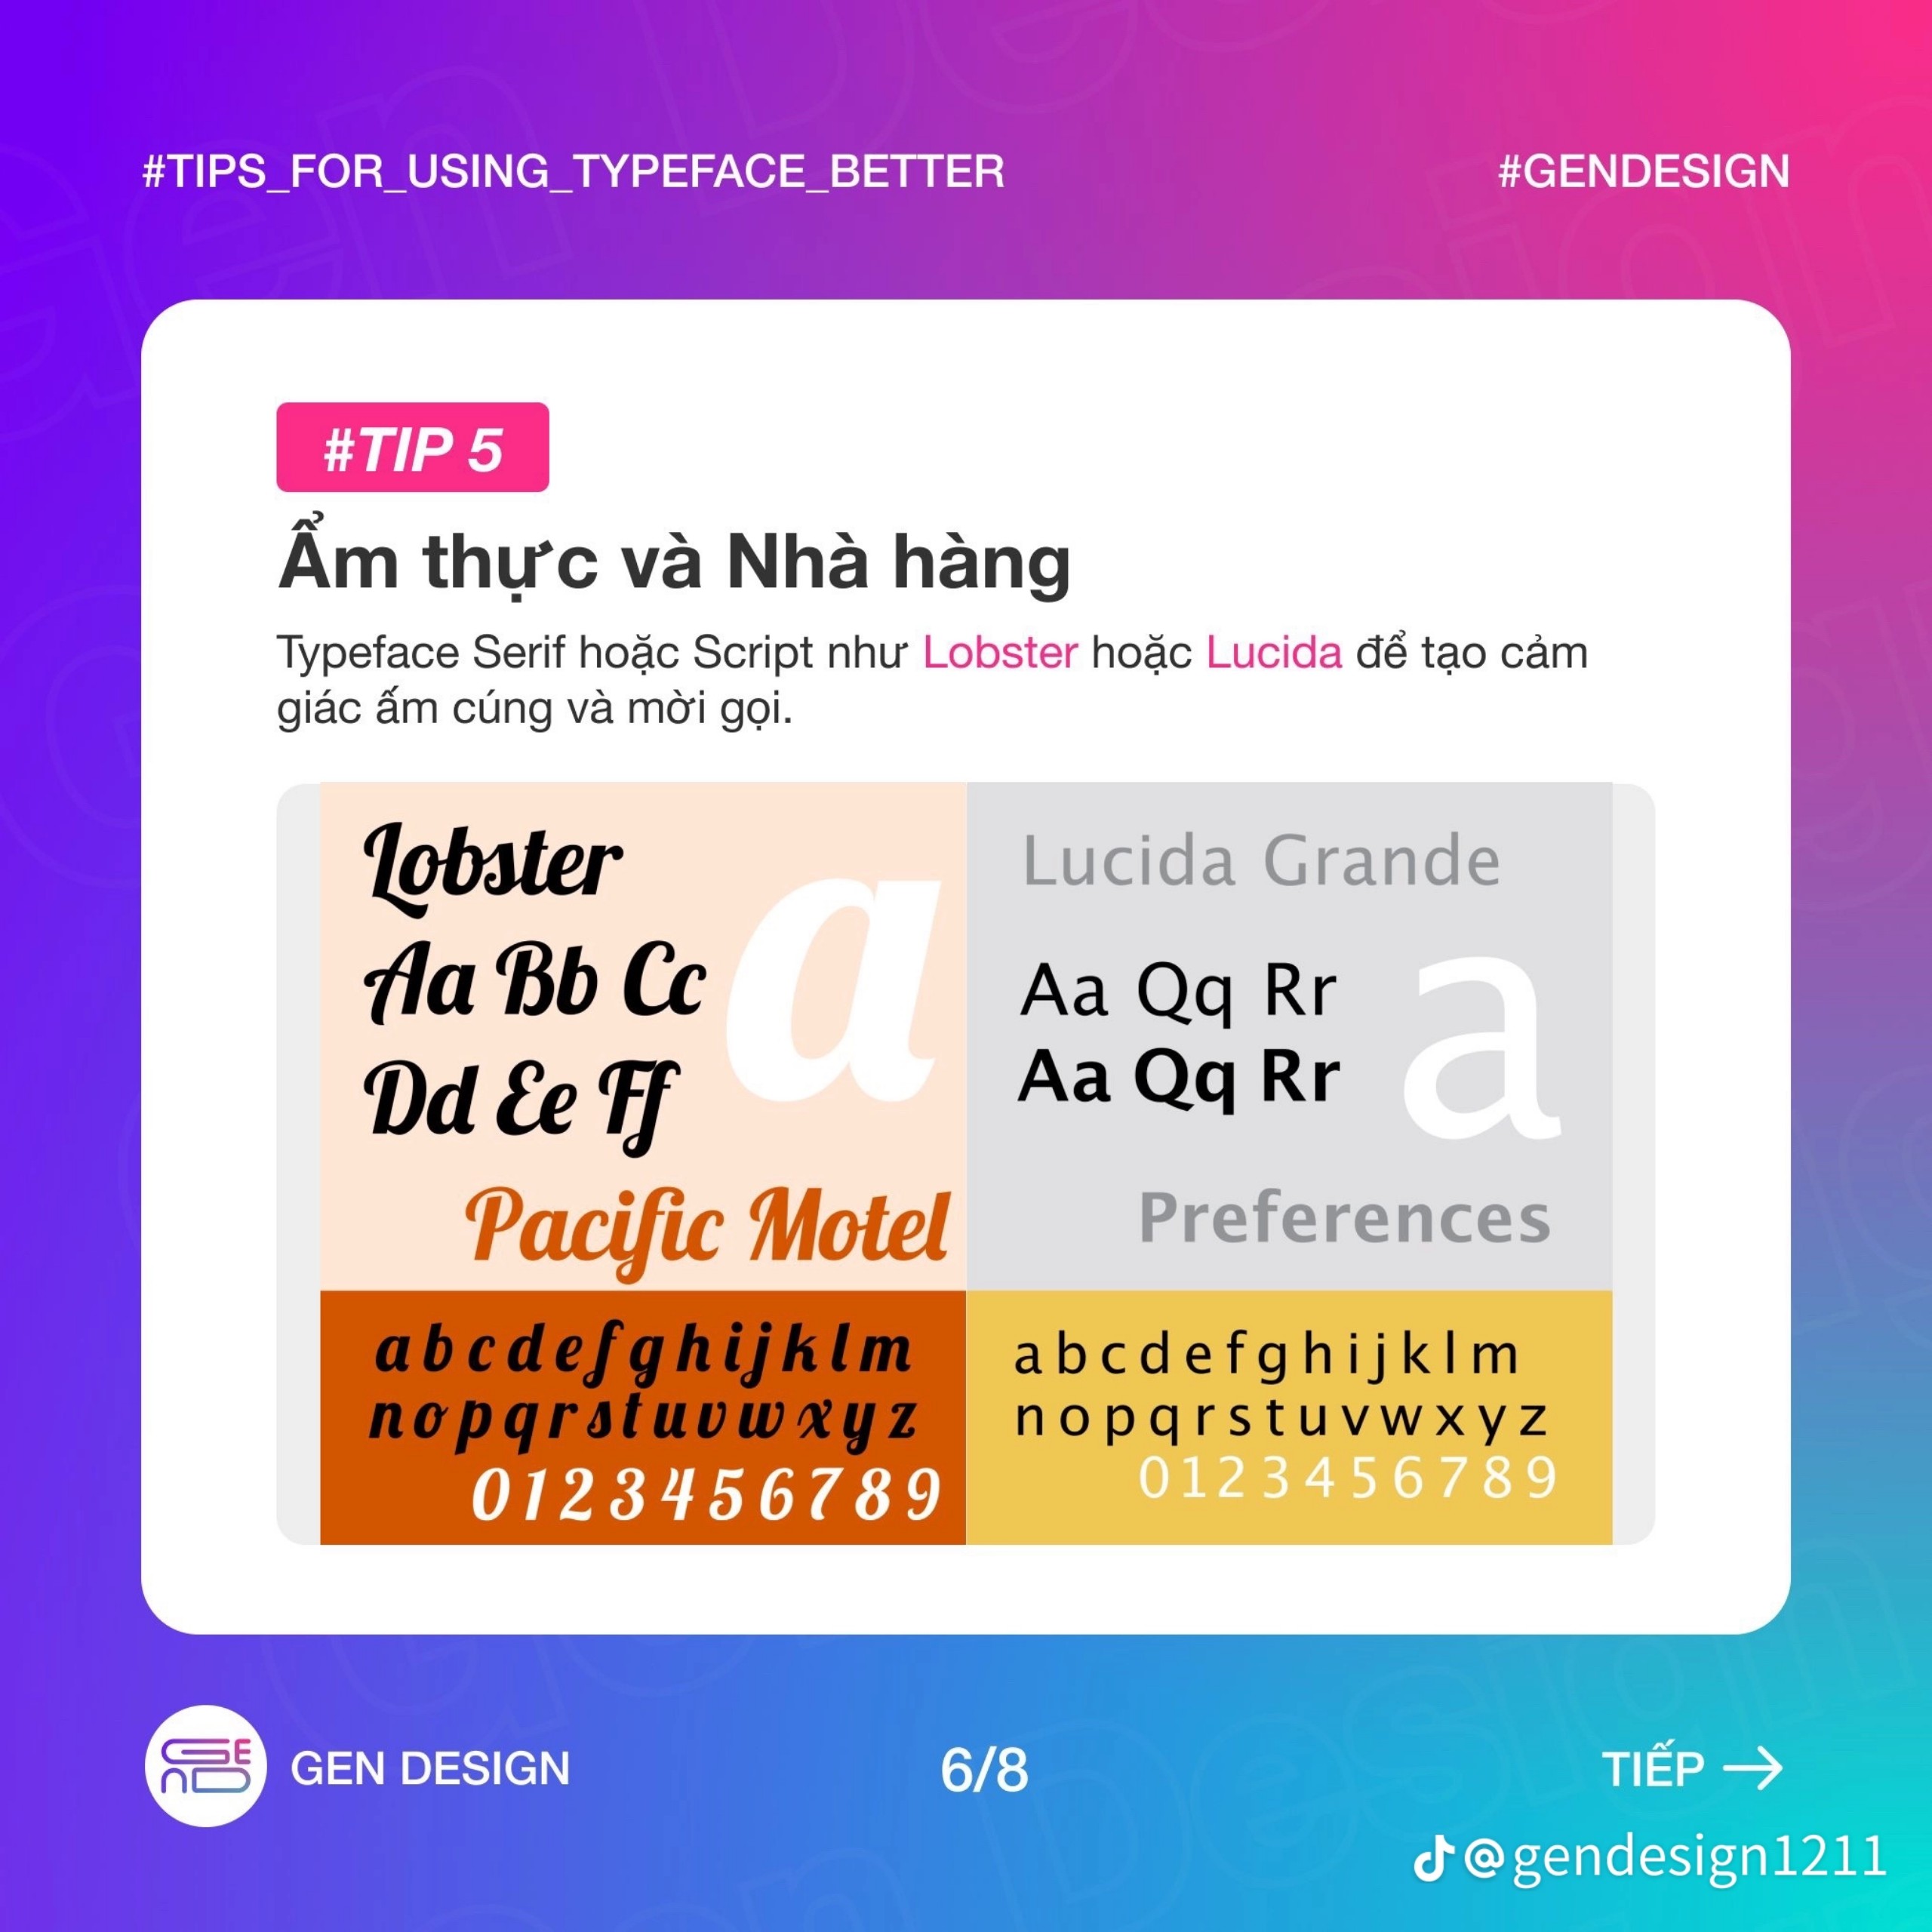 #TIPS_FOR_USING_TYPEFACE_BETTER
#GENDESIGN
#TIP 5
Ẩm thực và Nhà hàng
Typeface Serif hoặc Script như Lobster hoặc Lucida để tạo cảm
giác ấm cúng và mời gọi.
Lobster
Aa Bb Cc
Dd Ee Ff
a
Pacific Motel
a b c d e f g h i j k l m
n o p q r s t u v w x y z
0 1 2 3 4 5 6 7 8 9
Lucida Grande
Aa Qq Rr
Aa Qq Rr
a
Preferences
a b c d e f g h i j k l m
n o p q r s t u v w x y z
0 1 2 3 4 5 6 7 8 9
GEN DESIGN
6/8
TIẾP →
@gendesign1211